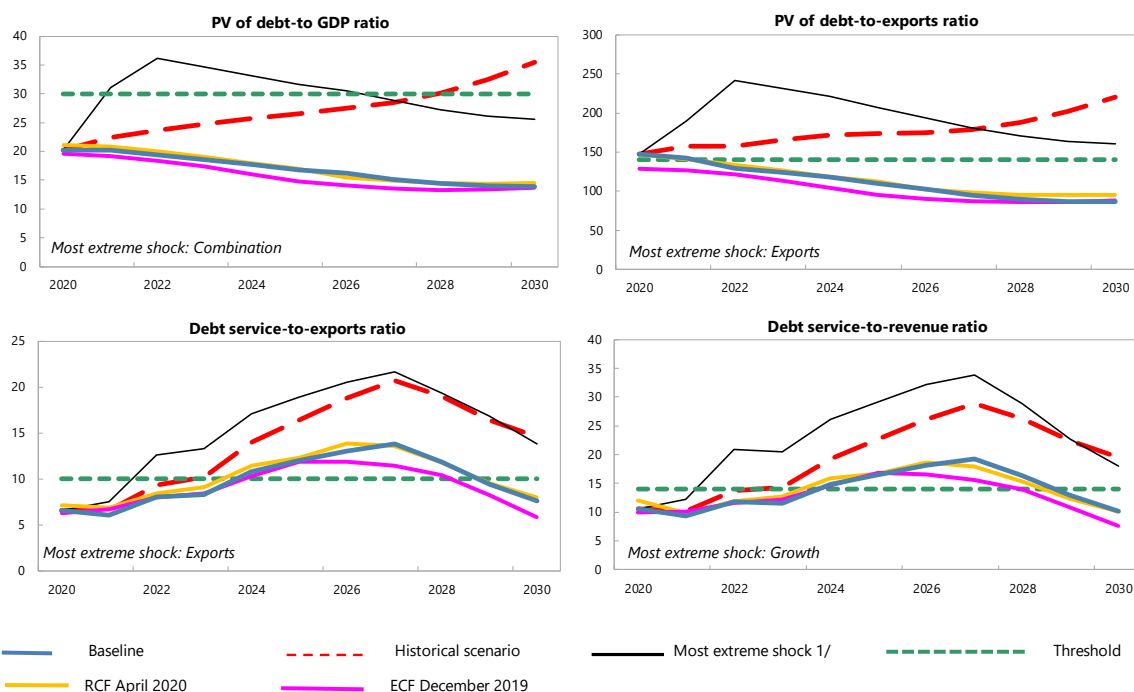 PV of debt-to GDP ratio
40
35
30
25
20
15
10
5
0
Most extreme shock: Combination
2020 2022 2024 2026 2028 2030
PV of debt-to-exports ratio
300
250
200
150
100
50
0
Most extreme shock: Exports
2020 2022 2024 2026 2028 2030
Debt service-to-exports ratio
25
20
15
10
5
0
Most extreme shock: Exports
2020 2022 2024 2026 2028 2030
Debt service-to-revenue ratio
40
35
30
25
20
15
10
5
0
Most extreme shock: Growth
2020 2022 2024 2026 2028 2030
Baseline Historical scenario Most extreme shock 1/ Threshold
RCF April 2020 ECF December 2019